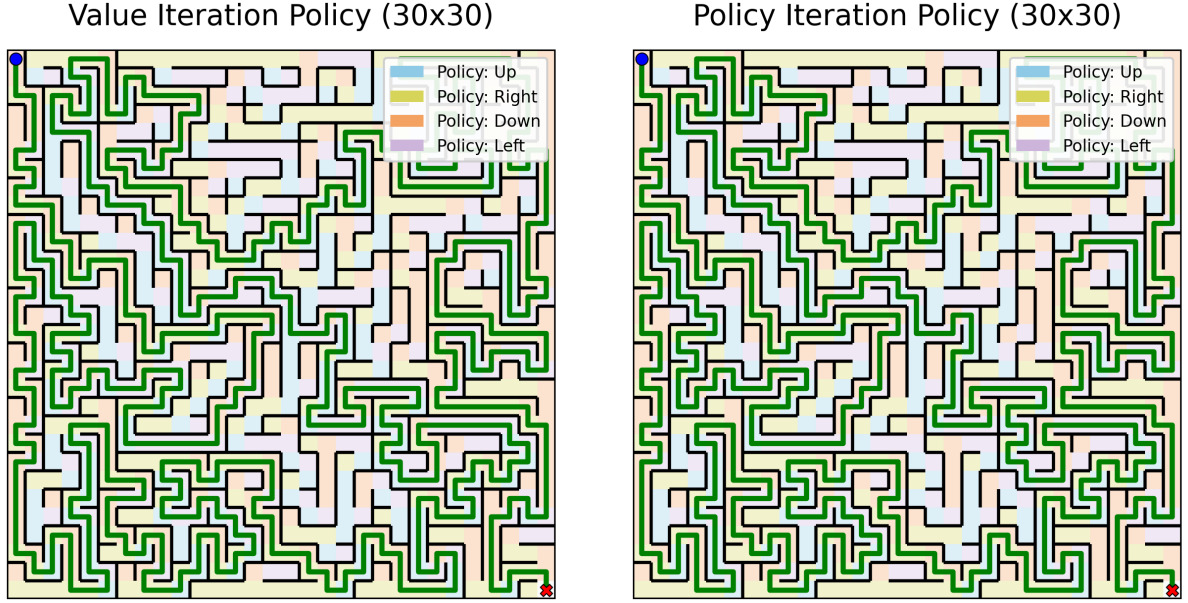 Value Iteration Policy (30x30)
Policy: Up
Policy: Right
Policy: Down
Policy: Left
Policy Iteration Policy (30x30)
Policy: Up
Policy: Right
Policy: Down
Policy: Left